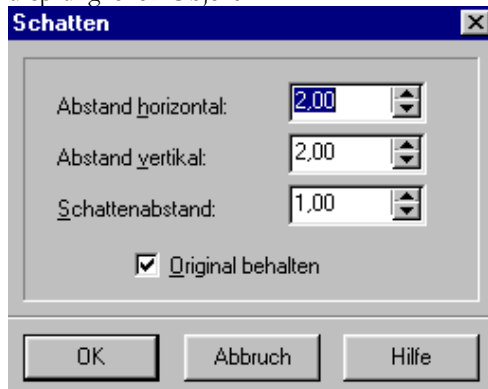 Schatten
Abstand horizontal: 2,00
Abstand vertikal: 2,00
Schattenabstand: 1,00
Original behalten
OK Abbruch Hilfe